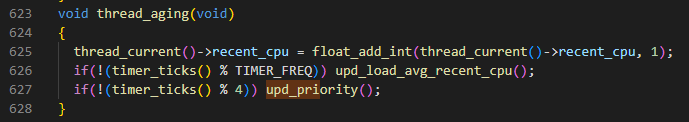 623 void thread_aging(void)
624 {
625 thread_current()->recent_cpu = float_add_int(thread_current()->recent_cpu, 1);
626 if(!(timer_ticks() % TIMER_FREQ)) upd_load_avg_recent_cpu();
627 if(!(timer_ticks() % 4)) upd_priority();
628 }